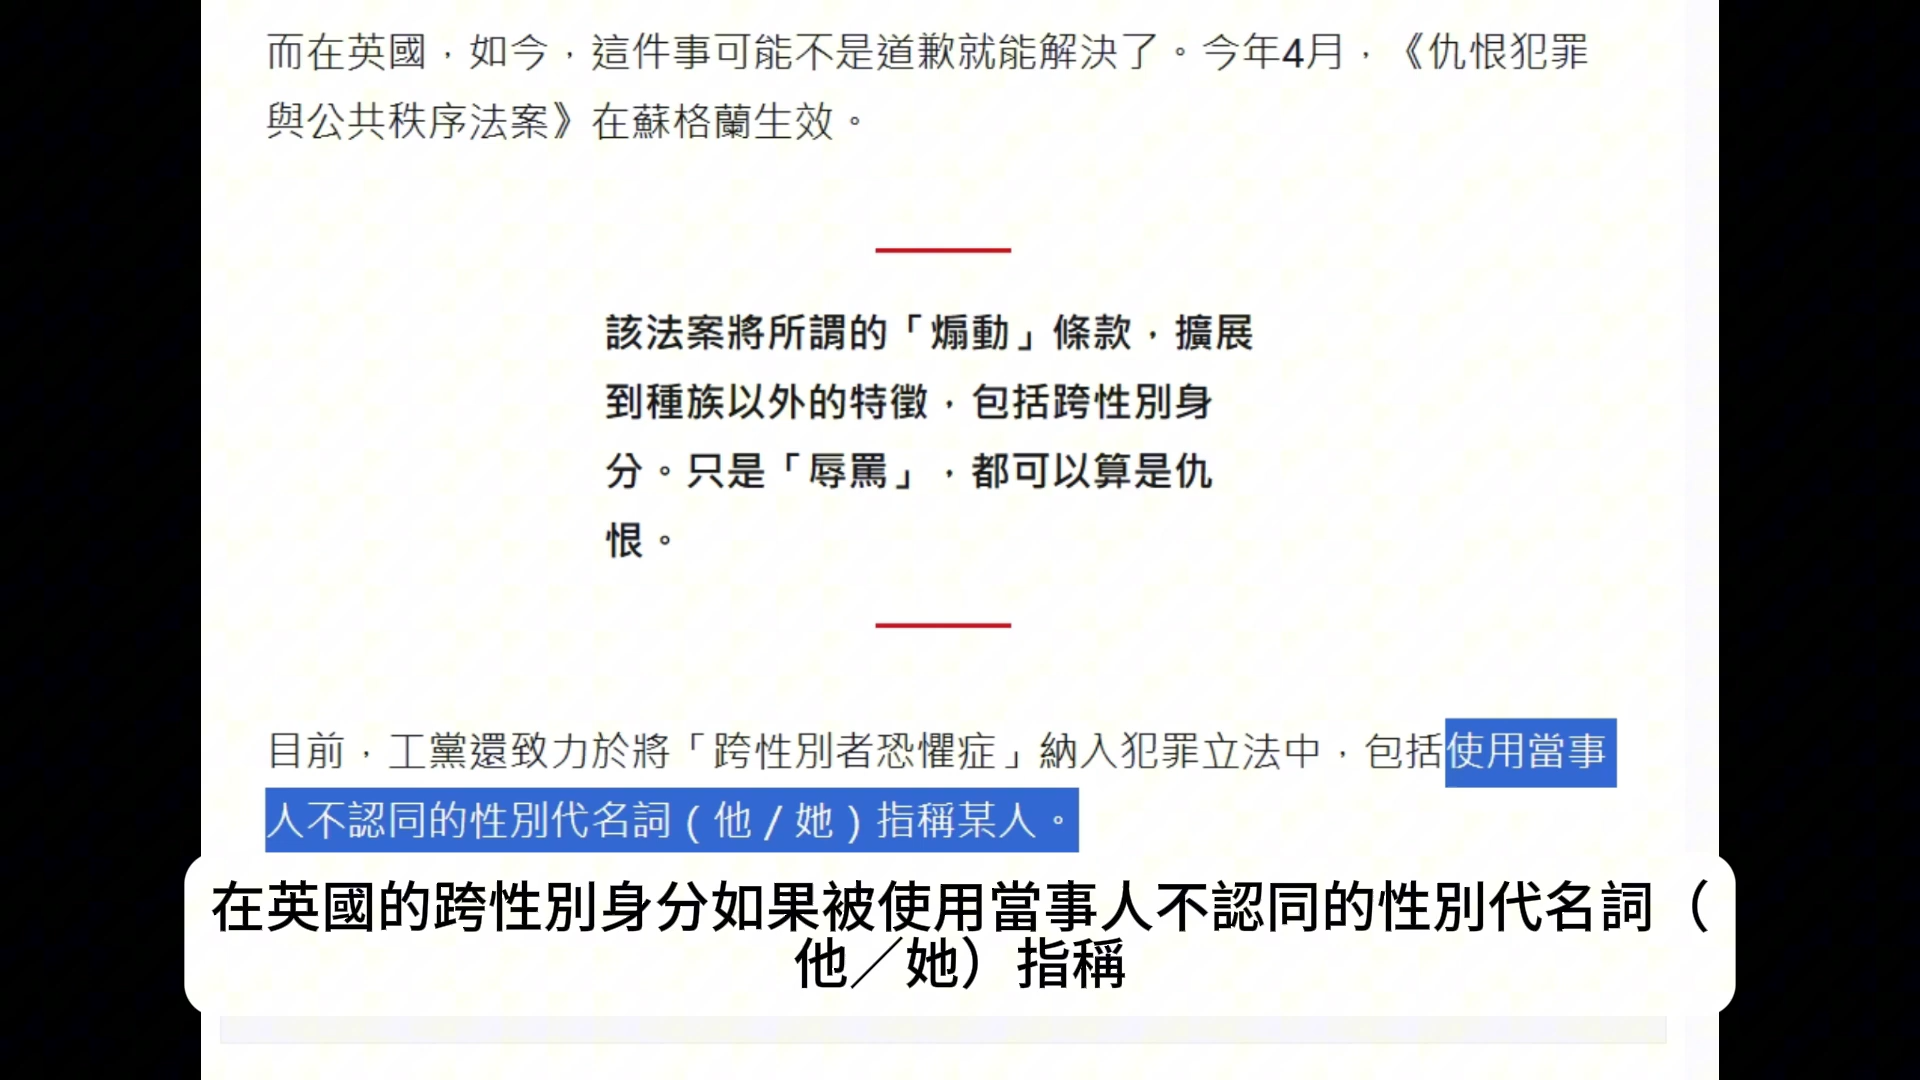 而在英國，如今，這件事可能不是道歉就能解決了。今年4月，《仇恨犯罪
與公共秩序法案》在蘇格蘭生效。
該法案將所謂的「煽動」條款，擴展
到種族以外的特徵，包括跨性別身
分。只是「辱罵」，都可以算是仇
恨。
目前，工黨還致力於將「跨性別者恐懼症」納入犯罪立法中，包括使用當事
人不認同的性別代名詞（他/她）指稱某人。
在英國的跨性別身分如果被使用當事人不認同的性別代名詞（
他／她）指稱